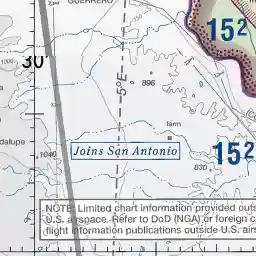 GUERRERO
15²
30'
5°E
896
farm
dalupe
1040
Joins San Antonio
15²
830
NOTE: Limited chart information provided outs
U.S. airspace. Refer to DoD (NGA) or foreign c
flight information publications outside U.S. airs